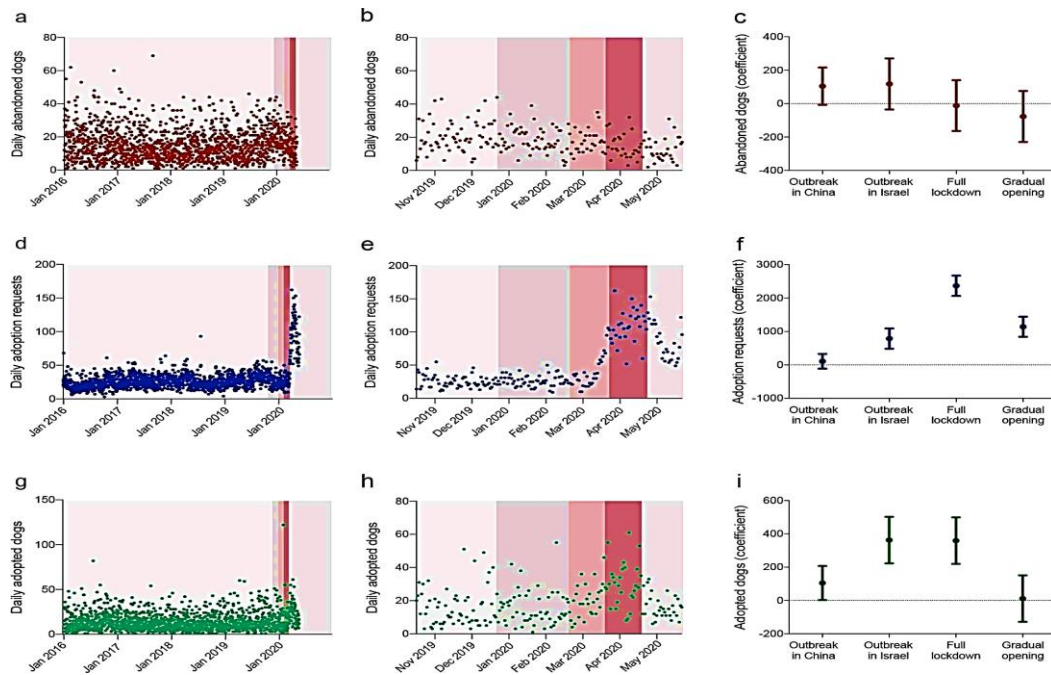 a
Daily abandoned dogs
80
60
40
20
0
Jan 2016
Jan 2017
Jan 2018
Jan 2019
Jan 2020
b
Daily abandoned dogs
80
60
40
20
0
Nov 2019
Dec 2019
Jan 2020
Feb 2020
Mar 2020
Apr 2020
May 2020
c
Abandoned dogs (coefficient)
400
200
0
-200
-400
Outbreak
in China
Outbreak
in Israel
Full
lockdown
Gradual
opening
d
Daily adoption requests
200
150
100
50
0
Jan 2016
Jan 2017
Jan 2018
Jan 2019
Jan 2020
e
Daily adoption requests
200
150
100
50
0
Nov 2019
Dec 2019
Jan 2020
Feb 2020
Mar 2020
Apr 2020
May 2020
f
Adoption requests (coefficient)
3000
2000
1000
0
-1000
Outbreak
in China
Outbreak
in Israel
Full
lockdown
Gradual
opening
g
Daily adopted dogs
150
100
50
0
Jan 2016
Jan 2017
Jan 2018
Jan 2019
Jan 2020
h
Daily adopted dogs
80
60
40
20
0
Nov 2019
Dec 2019
Jan 2020
Feb 2020
Mar 2020
Apr 2020
May 2020
i
Adopted dogs (coefficient)
600
400
200
0
-200
Outbreak
in China
Outbreak
in Israel
Full
lockdown
Gradual
opening